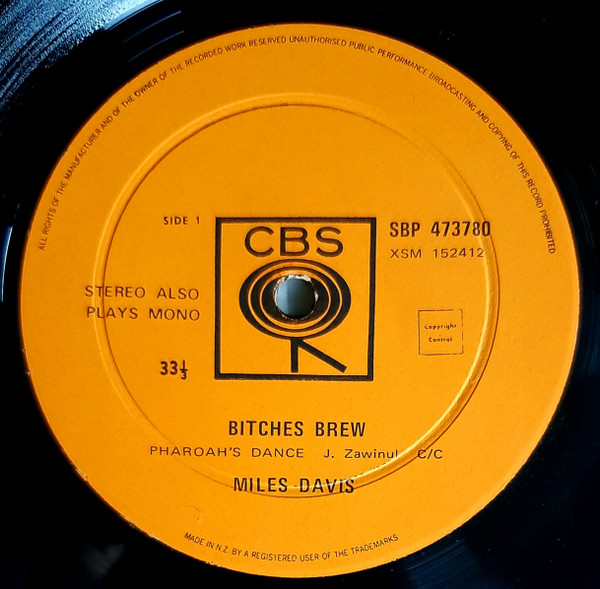 ALL RIGHTS OF THE MANUFACTURER AND OF THE OWNER OF THE RECORDED WORK RESERVED UNAUTHORISED PUBLIC PERFORMANCE BROADCASTING AND COPYING OF THIS RECORD PROHIBITED
SIDE 1
CBS
SBP 473780
XSM 152412
STEREO ALSO
PLAYS MONO
Copyright
Control
33⅓
BITCHES BREW
PHAROAH'S DANCE J. Zawinul C/C
MILES DAVIS
MADE IN N.Z. BY A REGISTERED USER OF THE TRADEMARKS